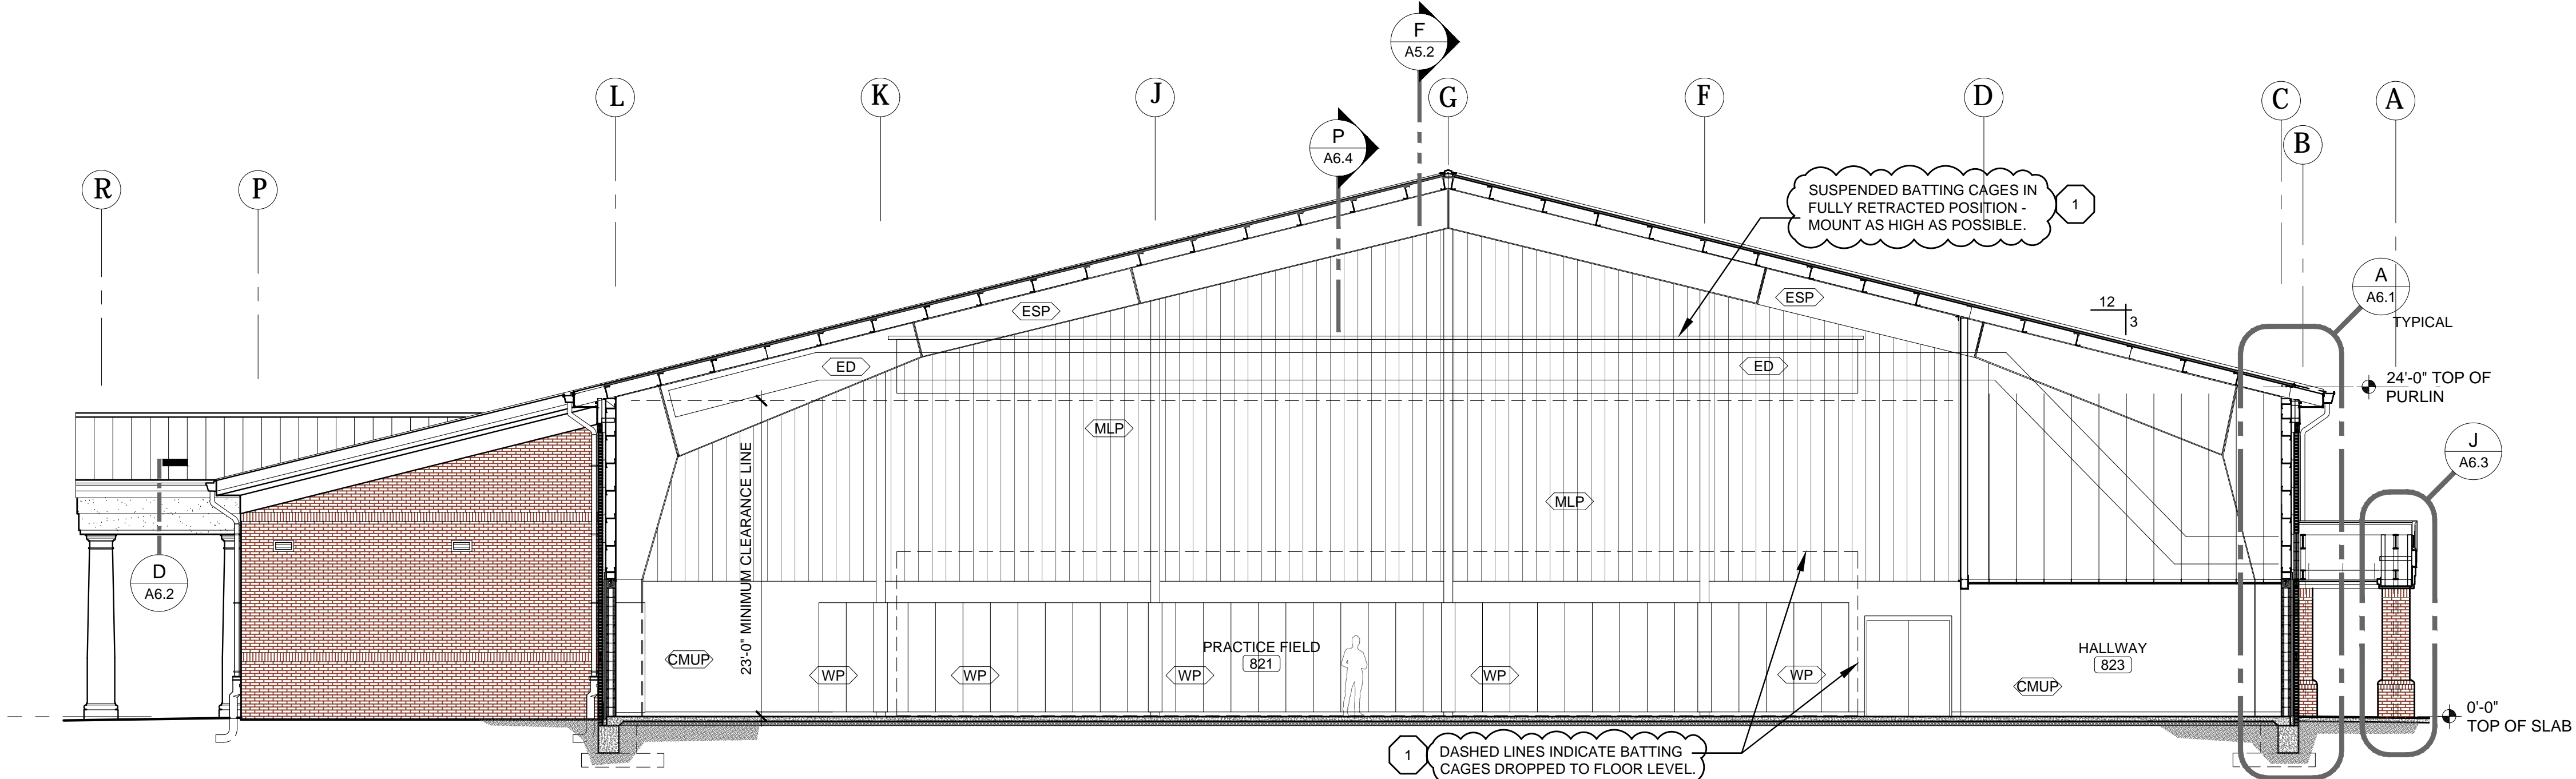 F
A5.2
L
K
J
G
F
D
C
A
P
A6.4
B
R
P
SUSPENDED BATTING CAGES IN
FULLY RETRACTED POSITION -
MOUNT AS HIGH AS POSSIBLE.
1
A
A6.1
TYPICAL
12
3
ESP
ESP
ED
ED
24'-0" TOP OF
PURLIN
MLP
MLP
23'-0" MINIMUM CLEARANCE LINE
J
A6.3
D
A6.2
PRACTICE FIELD
821
HALLWAY
823
CMUP
WP
WP
WP
WP
WP
CMUP
0'-0"
TOP OF SLAB
1
DASHED LINES INDICATE BATTING
CAGES DROPPED TO FLOOR LEVEL.